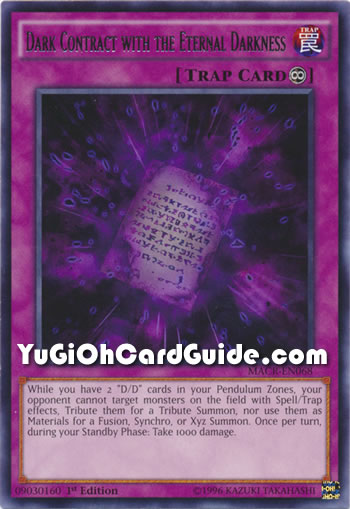 Dark Contract with the Eternal Darkness
TRAP
罠
[Trap Card]
MACR-EN068
YuGiOhCardGuide.com
While you have 2 "D/D" cards in your Pendulum Zones, your
opponent cannot target monsters on the field with Spell/Trap
effects, Tribute them for a Tribute Summon, nor use them as
Materials for a Fusion, Synchro, or Xyz Summon. Once per turn,
during your Standby Phase: Take 1000 damage.
09030160 1st Edition ©1996 KAZUKI TAKAHASHI